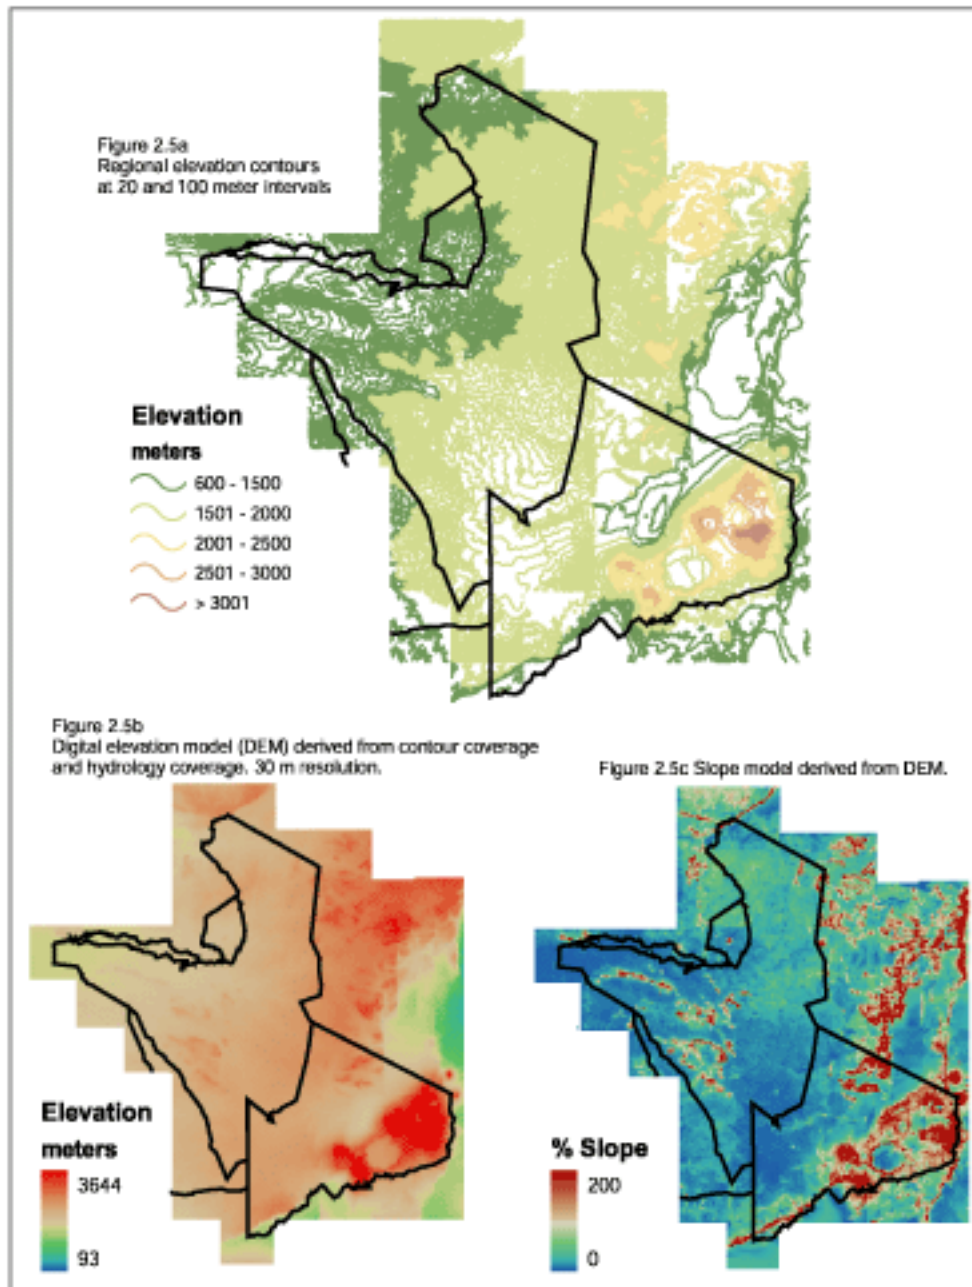 Figure 2.5a
Regional elevation contours
at 20 and 100 meter intervals
Elevation
meters
600 - 1500
1501 - 2000
2001 - 2500
2501 - 3000
> 3001
Figure 2.5b
Digital elevation model (DEM) derived from contour coverage
and hydrology coverage. 30 m resolution.
Figure 2.5c Slope model derived from DEM.
Elevation
meters
3644
93
% Slope
200
0